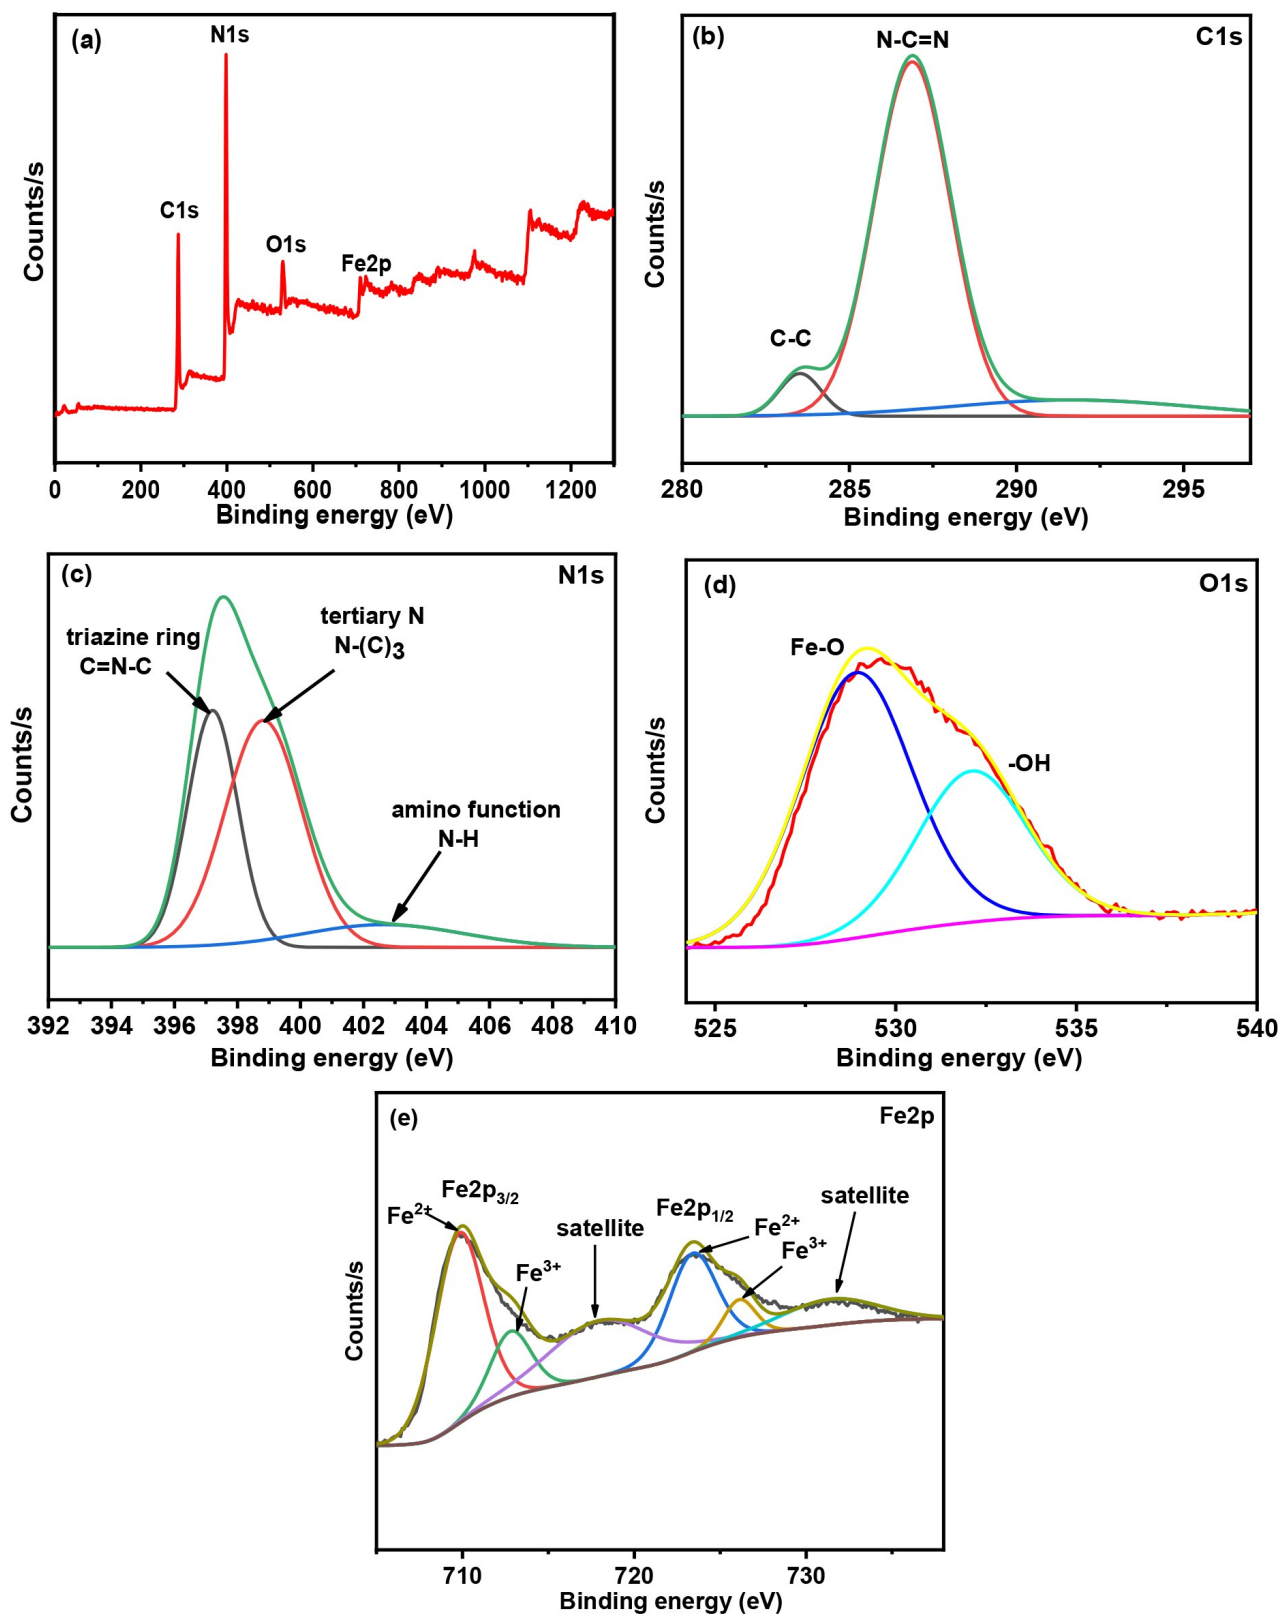 (a)
N1s
C1s
O1s
Fe2p
Counts/s
0 200 400 600 800 1000 1200
Binding energy (eV)
(b)
N-C=N
C1s
C-C
Counts/s
280 285 290 295
Binding energy (eV)
(c)
N1s
triazine ring
C=N-C
tertiary N
N-(C)3
amino function
N-H
Counts/s
392 394 396 398 400 402 404 406 408 410
Binding energy (eV)
(d)
O1s
Fe-O
-OH
Counts/s
525 530 535 540
Binding energy (eV)
(e)
Fe2p
Fe2p3/2
Fe2+
Fe3+
satellite
Fe2p1/2
Fe2+
Fe3+
satellite
Counts/s
710 720 730
Binding energy (eV)